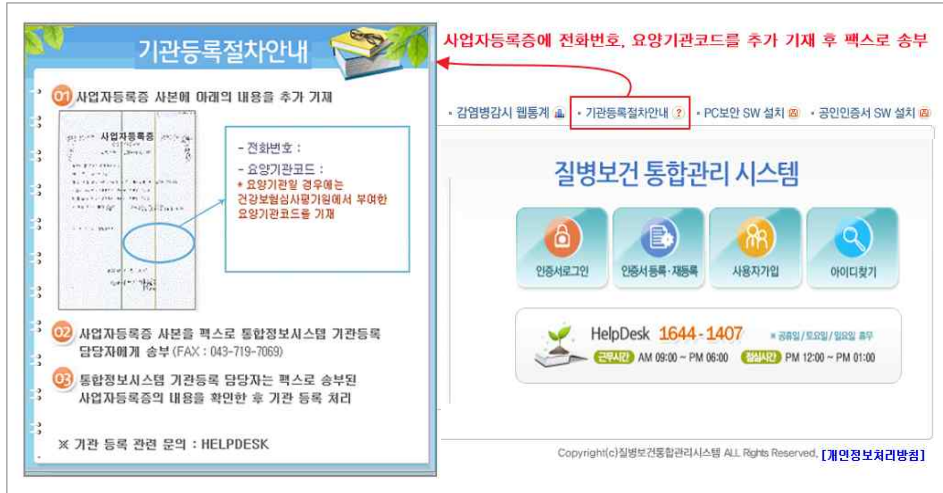 기관등록절차안내
01 사업자등록증 사본에 아래의 내용을 추가 기재
사업자등록증
- 전화번호 :
- 요양기관코드 :
* 요양기관일 경우에는
건강보험심사평가원에서 부여한
요양기관코드를 기재
02 사업자등록증 사본을 팩스로 통합정보시스템 기관등록
담당자에게 송부 (FAX : 043-719-7069)
03 통합정보시스템 기관등록 담당자는 팩스로 송부된
사업자등록증의 내용을 확인한 후 기관 등록 처리
※ 기관 등록 관련 문의 : HELPDESK
사업자등록증에 전화번호, 요양기관코드를 추가 기재 후 팩스로 송부
• 감염병감시 웹통계 • 기관등록절차안내 ? • PC보안 SW 설치 • 공인인증서 SW 설치
질병보건 통합관리 시스템
인증서로그인 인증서 등록·재등록 사용자가입 아이디찾기
HelpDesk 1644 - 1407 * 공휴일/토요일/일요일 휴무
근무시간 AM 09:00 ~ PM 06:00 점심시간 PM 12:00 ~ PM 01:00
Copyright(c)질병보건통합관리시스템 ALL Rights Reserved. [개인정보처리방침]